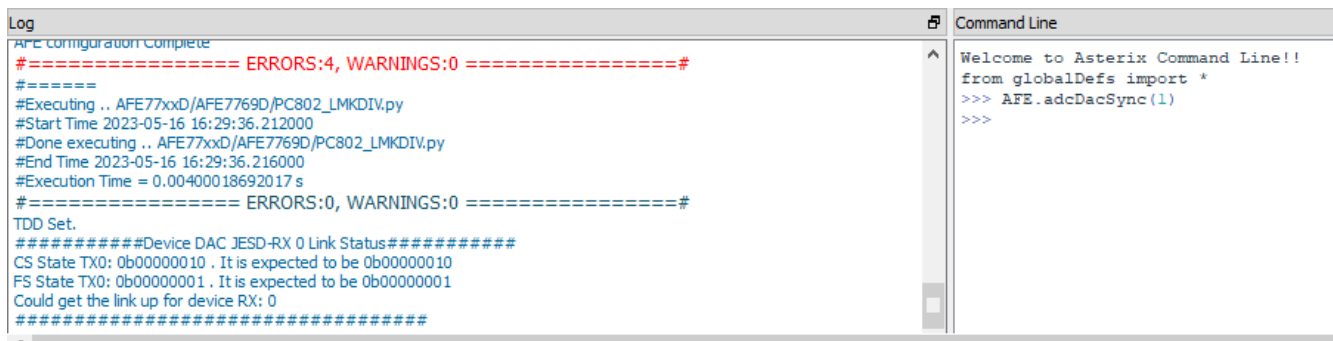 Log
AFE configuration Complete
#================ ERRORS:4, WARNINGS:0 ================#
#======
#Executing .. AFE77xxD/AFE7769D/PC802_LMKDIV.py
#Start Time 2023-05-16 16:29:36.212000
#Done executing .. AFE77xxD/AFE7769D/PC802_LMKDIV.py
#End Time 2023-05-16 16:29:36.216000
#Execution Time = 0.00400018692017 s
#================ ERRORS:0, WARNINGS:0 ================#
TDD Set.
###########Device DAC JESD-RX 0 Link Status###########
CS State TX0: 0b00000010 . It is expected to be 0b00000010
FS State TX0: 0b00000001 . It is expected to be 0b00000001
Could get the link up for device RX: 0
###################################
Command Line
Welcome to Asterix Command Line!!
from globalDefs import *
>>> AFE.adcDacSync(1)
>>>